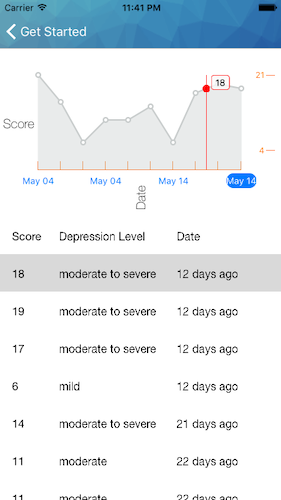 Carrier 11:41 PM
Get Started
18
21
Score
4
May 04 May 04 May 14 May 14
Date
Score Depression Level Date
18 moderate to severe 12 days ago
19 moderate to severe 12 days ago
17 moderate to severe 12 days ago
6 mild 12 days ago
14 moderate to severe 21 days ago
11 moderate 22 days ago
11 moderate 22 days ago